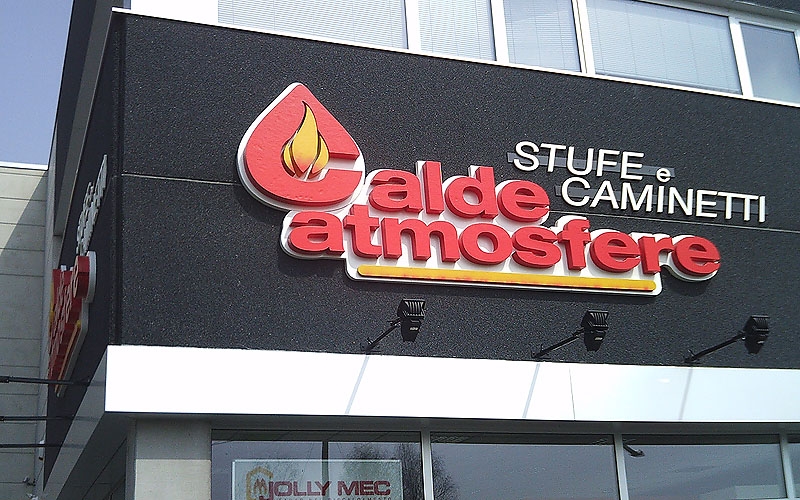 Calde
atmosfere
STUFE e
CAMINETTI
JOLLY MEC